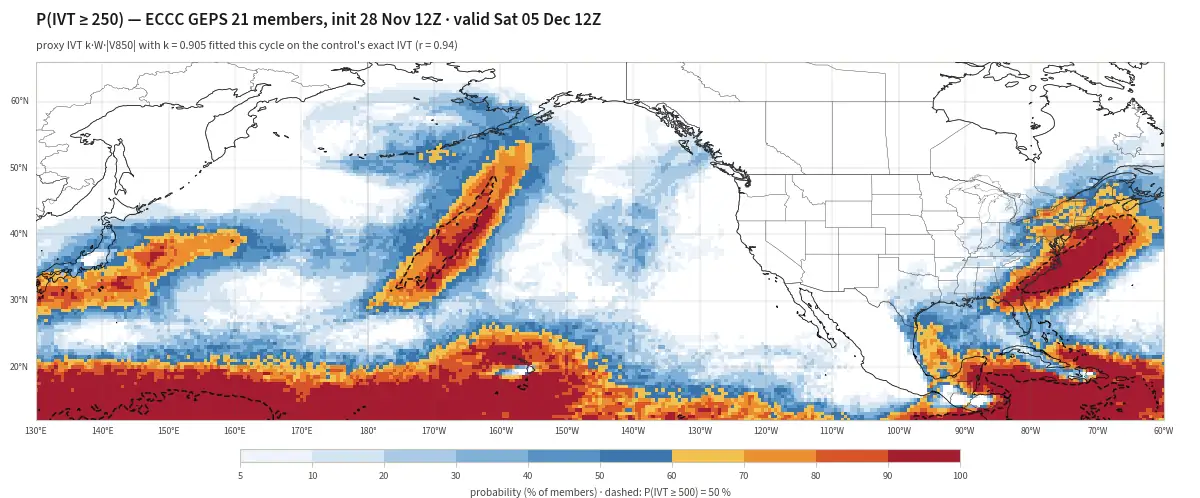 P(IVT ≥ 250) — ECCC GEPS 21 members, init 28 Nov 12Z · valid Sat 05 Dec 12Z
proxy IVT k·W·|V850| with k = 0.905 fitted this cycle on the control's exact IVT (r = 0.94)
60°N
50°N
40°N
30°N
20°N
130°E 140°E 150°E 160°E 170°E 180° 170°W 160°W 150°W 140°W 130°W 120°W 110°W 100°W 90°W 80°W 70°W 60°W
5 10 20 30 40 50 60 70 80 90 100
probability (% of members) · dashed: P(IVT ≥ 500) = 50 %